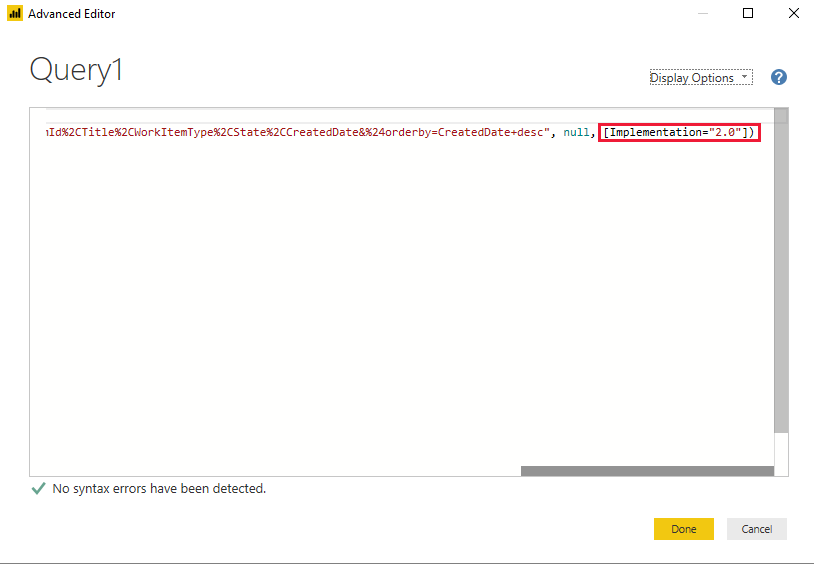 Advanced Editor
Query1
Display Options
?
ıId%2CTitle%2CWorkItemType%2CState%2CCreatedDate&%24orderby=CreatedDate+desc", null, [Implementation="2.0"])
No syntax errors have been detected.
Done
Cancel